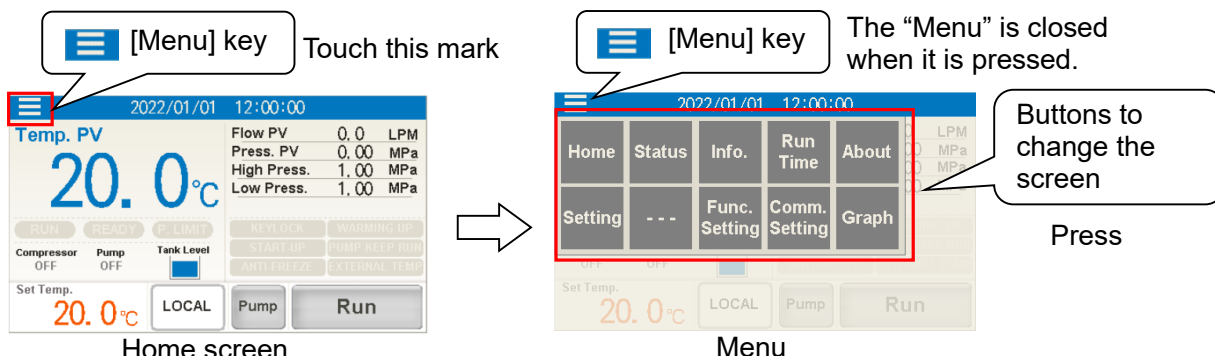 [Menu] key
Touch this mark
2022/01/01 12:00:00
Temp. PV
20.0℃
Flow PV 0.0 LPM
Press. PV 0.00 MPa
High Press. 1.00 MPa
Low Press. 1.00 MPa
RUN READY P. LIMIT
KEYLOCK WARMING UP
START UP PUMP KEEP RUN
ANTI FREEZE EXTERNAL TEMP
Compressor Pump Tank Level
OFF OFF
Set Temp.
20.0℃ LOCAL Pump Run
Home screen
[Menu] key
The “Menu” is closed
when it is pressed.
2022/01/01 12:00:00
Home Status Info. Run Time About
Setting --- Func. Setting Comm. Setting Graph
LPM
MPa
MPa
OFF OFF
Set Temp.
20.0℃ LOCAL Pump Run
Menu
Buttons to
change the
screen
Press